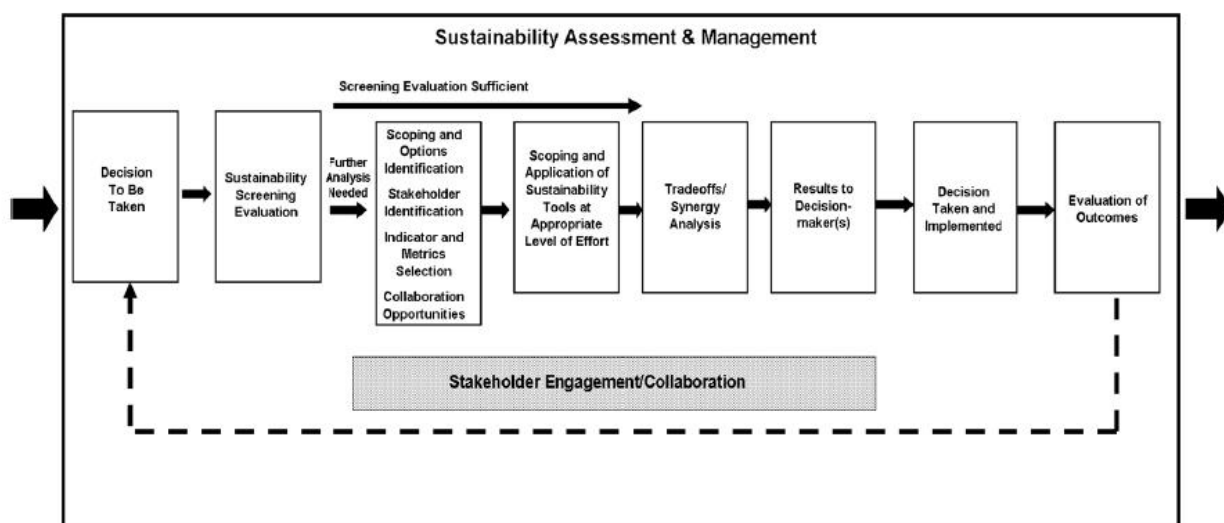 Sustainability Assessment & Management
Screening Evaluation Sufficient
Decision
To Be
Taken
Sustainability
Screening
Evaluation
Further
Analysis
Needed
Scoping and
Options
Identification
Stakeholder
Identification
Indicator and
Metrics
Selection
Collaboration
Opportunities
Scoping and
Application of
Sustainability
Tools at
Appropriate
Level of Effort
Tradeoffs/
Synergy
Analysis
Results to
Decision-
maker(s)
Decision
Taken and
Implemented
Evaluation of
Outcomes
Stakeholder Engagement/Collaboration